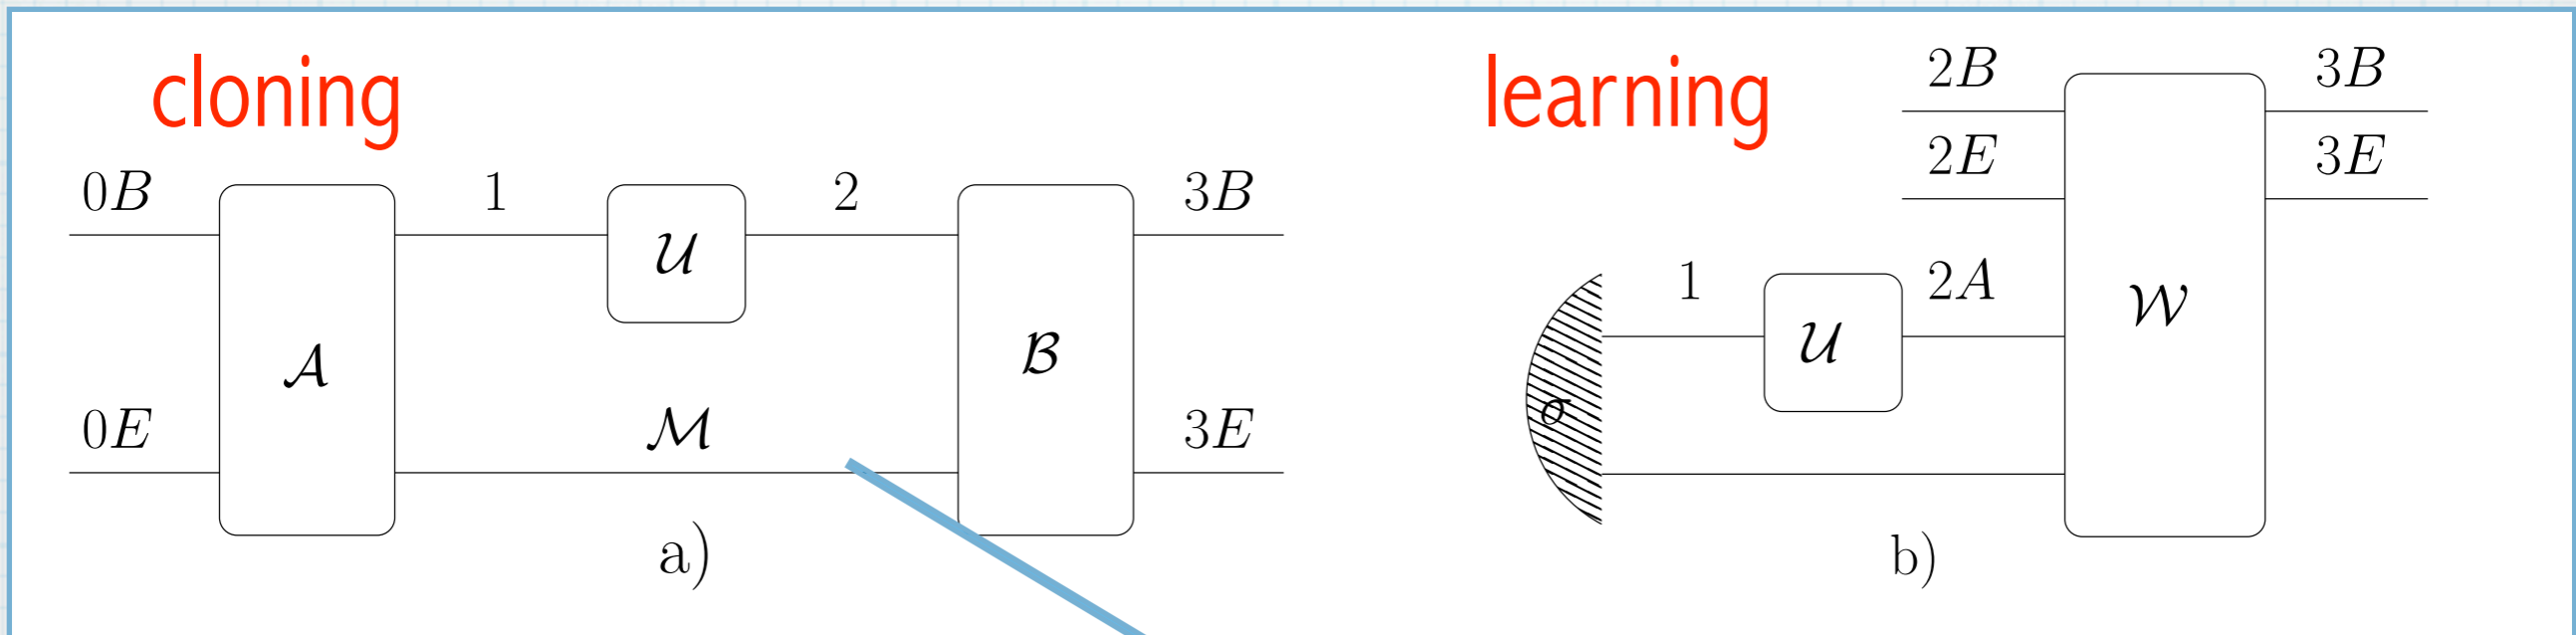 cloning
0B 1 2 3B
𝒰
𝒜 ℬ
0E ℳ 3E
a)
learning
2B 3B
2E 3E
1 2A
𝒰 𝒲
σ
b)